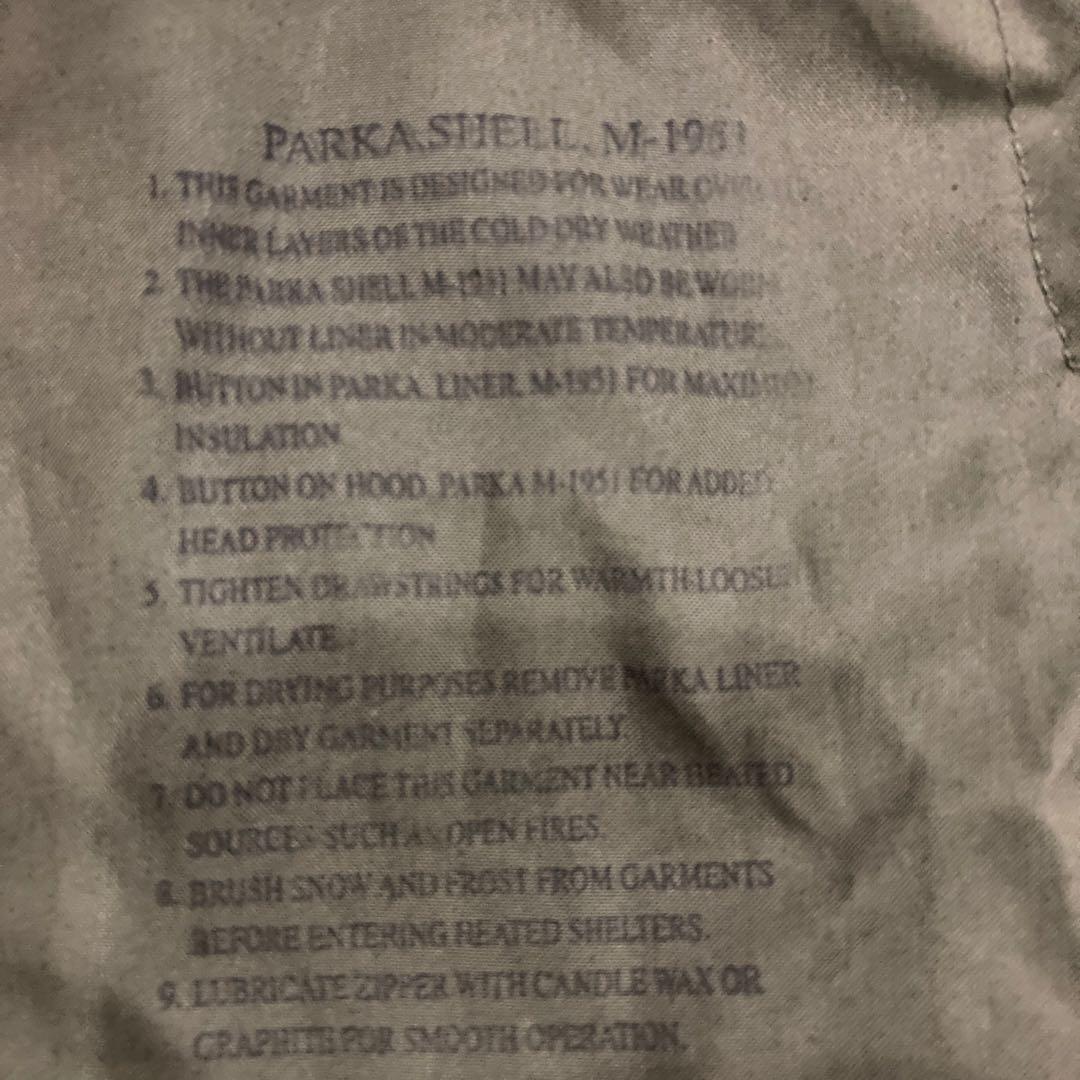 PARKA, SHELL, M-1951
1. THIS GARMENT IS DESIGNED FOR WEAR
INNER LAYERS OF THE COLD DRY WEATHER
2. THE PARKA SHELL M-1951 MAY ALSO BE WORN
WITHOUT LINER IN MODERATE TEMPERATURE
3. BUTTON IN PARKA, LINER, M-1951 FOR MAXIMUM
INSULATION
4. BUTTON ON HOOD, PARKA M-1951 FOR ADDED
HEAD PROTECTION
5. TIGHTEN DRAWSTRINGS FOR WARMTH-LOOSEN
VENTILATE.
6. FOR DRYING PURPOSES REMOVE PARKA LINER
AND DRY GARMENT SEPARATELY.
7. DO NOT PLACE THIS GARMENT NEAR HEATED
SOURCES SUCH AS OPEN FIRES.
8. BRUSH SNOW AND FROST FROM GARMENTS
BEFORE ENTERING HEATED SHELTERS.
9. LUBRICATE ZIPPER WITH CANDLE WAX OR
GRAPHITE FOR SMOOTH OPERATION.